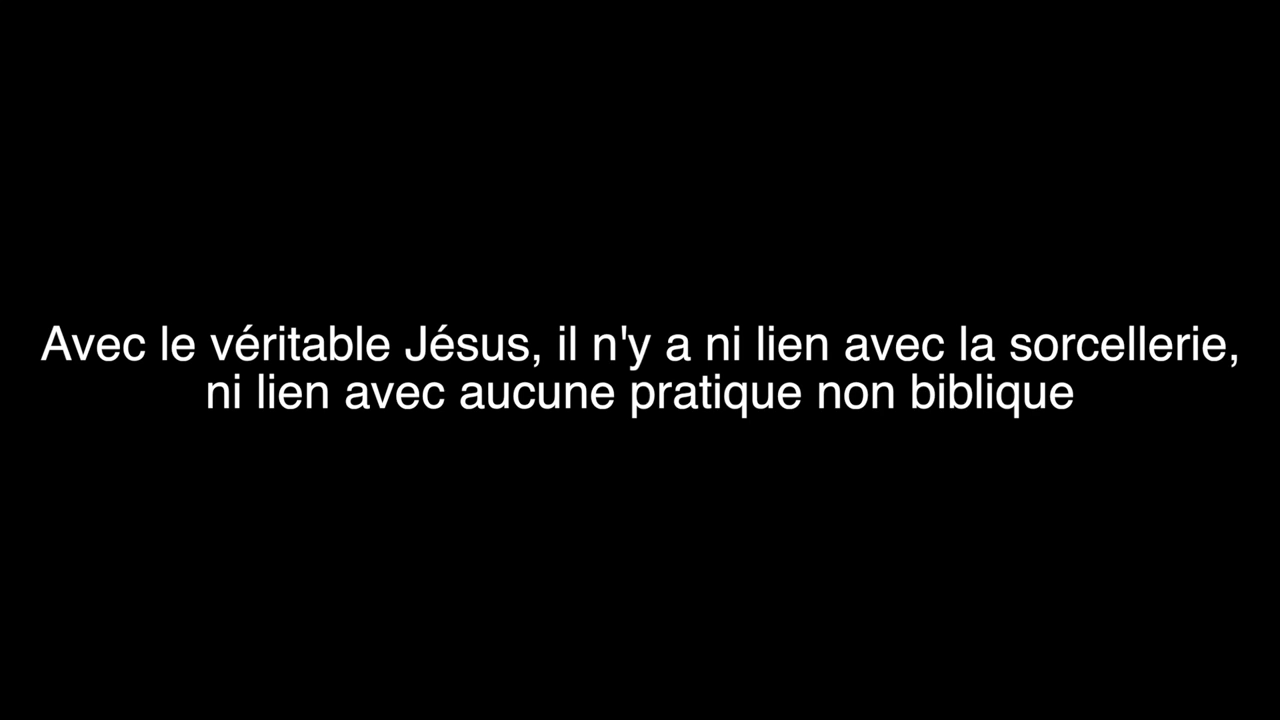 Avec le véritable Jésus, il n'y a ni lien avec la sorcellerie,
ni lien avec aucune pratique non biblique